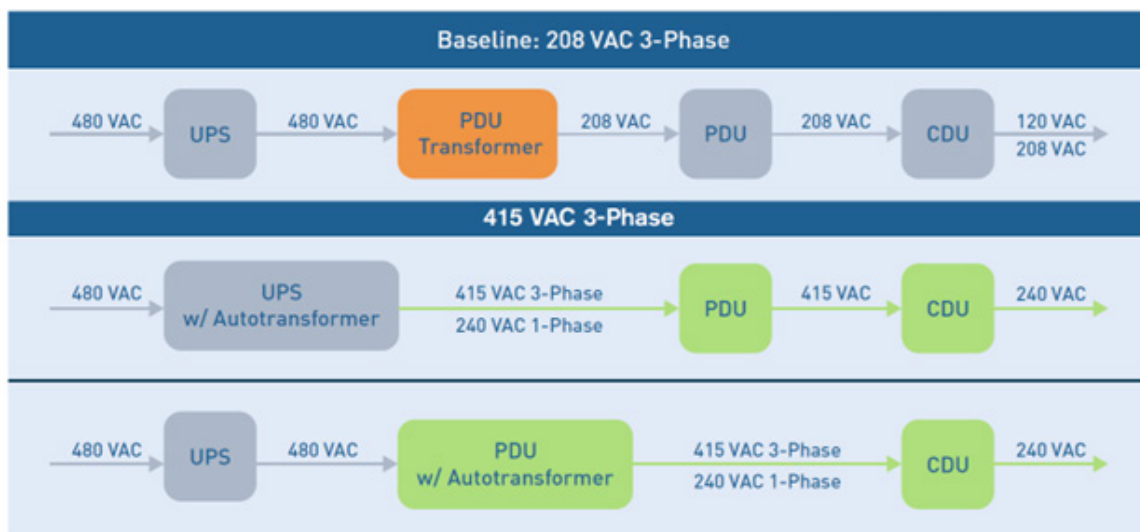 Baseline: 208 VAC 3-Phase
480 VAC
UPS
480 VAC
PDU
Transformer
208 VAC
PDU
208 VAC
CDU
120 VAC
208 VAC
415 VAC 3-Phase
480 VAC
UPS
w/ Autotransformer
415 VAC 3-Phase
240 VAC 1-Phase
PDU
415 VAC
CDU
240 VAC
480 VAC
UPS
480 VAC
PDU
w/ Autotransformer
415 VAC 3-Phase
240 VAC 1-Phase
CDU
240 VAC